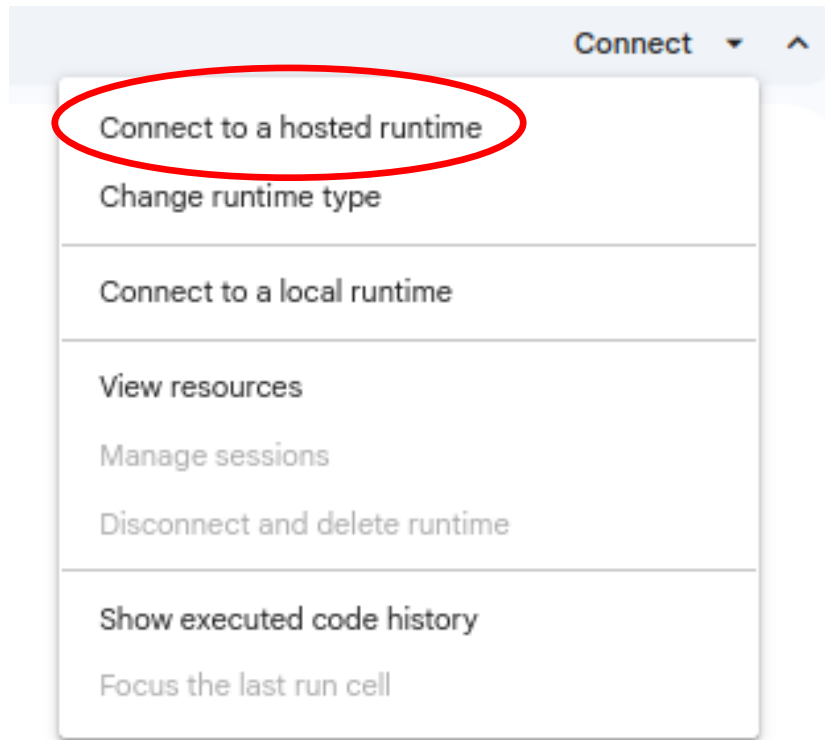 Connect
Connect to a hosted runtime
Change runtime type
Connect to a local runtime
View resources
Manage sessions
Disconnect and delete runtime
Show executed code history
Focus the last run cell